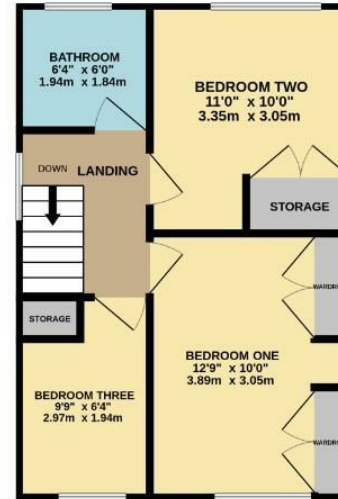 BATHROOM
6'4" x 6'0"
1.94m x 1.84m
BEDROOM TWO
11'0" x 10'0"
3.35m x 3.05m
DOWN
LANDING
STORAGE
WARDRO
STORAGE
BEDROOM ONE
12'9" x 10'0"
3.89m x 3.05m
BEDROOM THREE
9'9" x 6'4"
2.97m x 1.94m
WARDRO